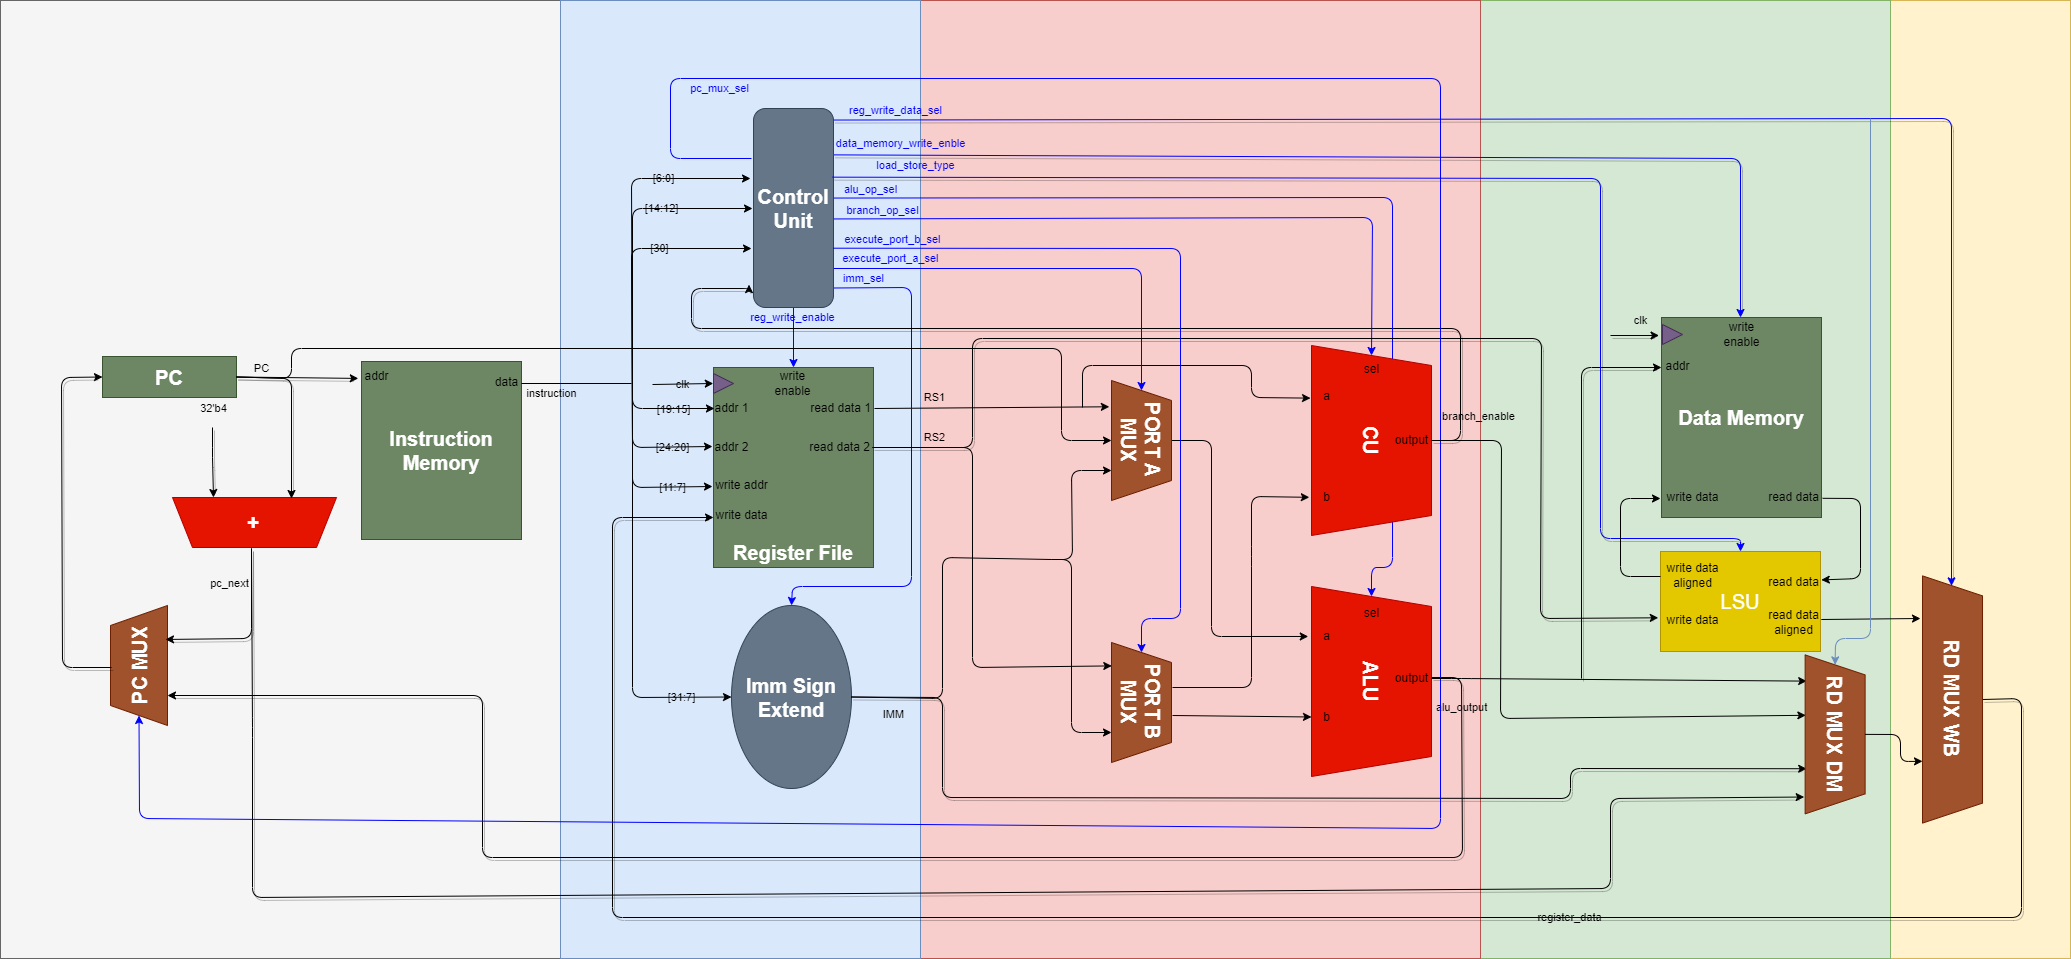 pc_mux_sel
reg_write_data_sel
data_memory_write_enble
load_store_type
alu_op_sel
branch_op_sel
execute_port_b_sel
execute_port_a_sel
imm_sel
[6:0]
[14:12]
[30]
Control
Unit
reg_write_enable
PC
PC
32'b4
+
pc_next
PC MUX
addr
data
Instruction
Memory
instruction
clk
write
enable
[19:15]
addr 1
read data 1
[24:20]
addr 2
read data 2
[11:7]
write addr
write data
Register File
RS1
RS2
[31:7]
Imm Sign
Extend
IMM
PORT A
MUX
PORT B
MUX
sel
a
CU
output
b
branch_enable
sel
a
ALU
output
b
alu_output
clk
write
enable
addr
Data Memory
write data
read data
write data
aligned
read data
LSU
write data
read data
aligned
RD MUX DM
RD MUX WB
register_data